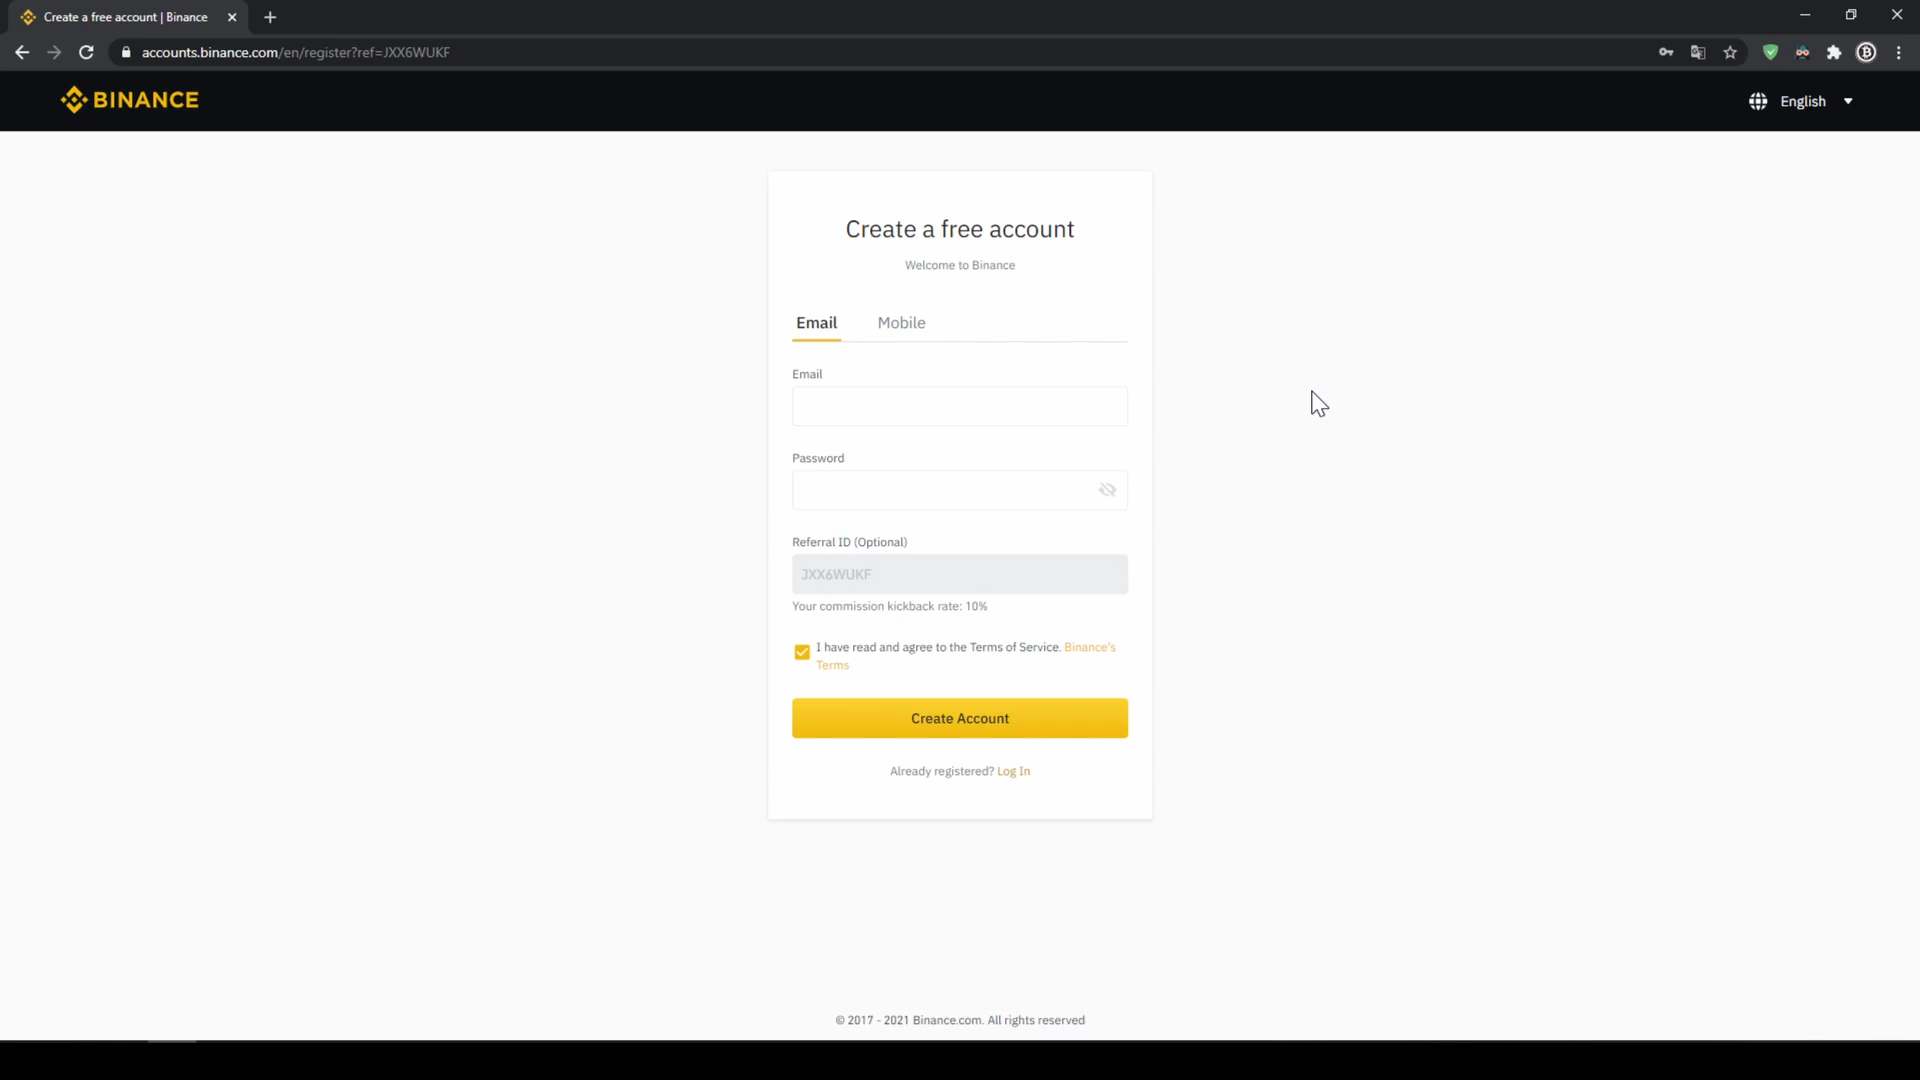 Create a free account | Binance
accounts.binance.com/en/register?ref=JXX6WUKF
BINANCE
English
Create a free account
Welcome to Binance
Email Mobile
Email
Password
Referral ID (Optional)
JXX6WUKF
Your commission kickback rate: 10%
I have read and agree to the Terms of Service. Binance's
Terms
Create Account
Already registered? Log In
© 2017 - 2021 Binance.com. All rights reserved